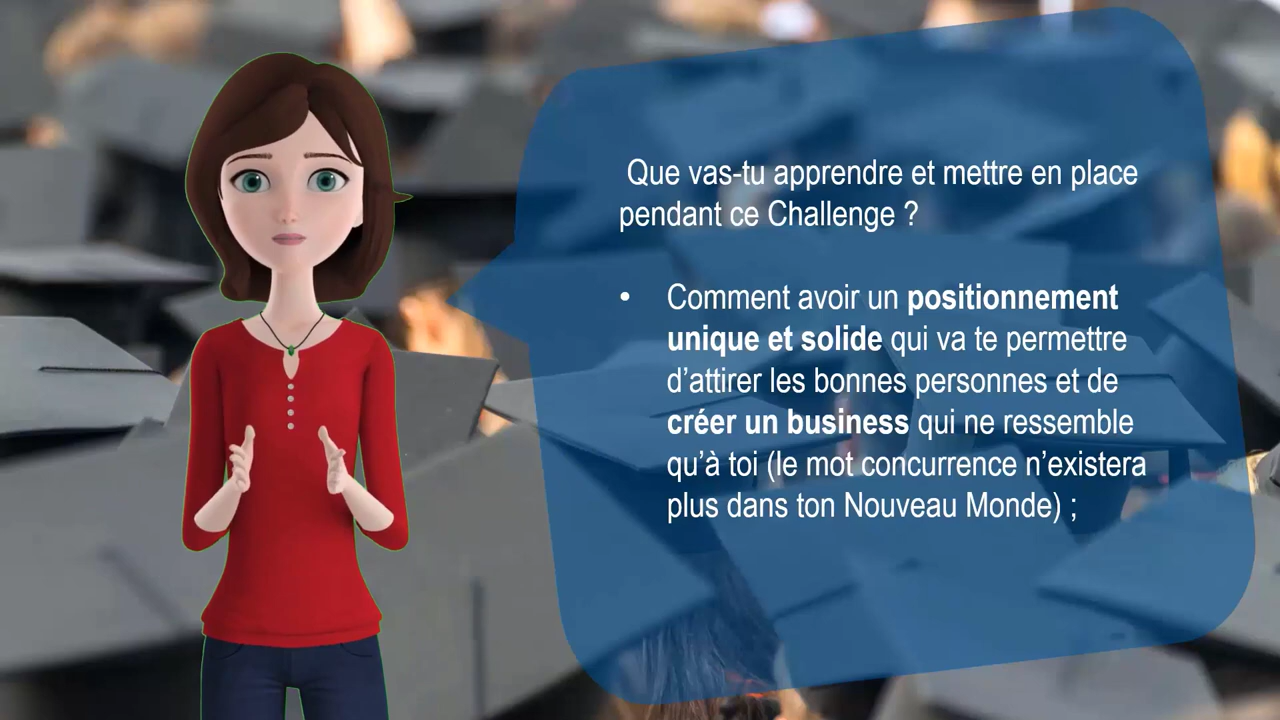 Que vas-tu apprendre et mettre en place
pendant ce Challenge ?
• Comment avoir un positionnement
unique et solide qui va te permettre
d’attirer les bonnes personnes et de
créer un business qui ne ressemble
qu’à toi (le mot concurrence n’existera
plus dans ton Nouveau Monde) ;